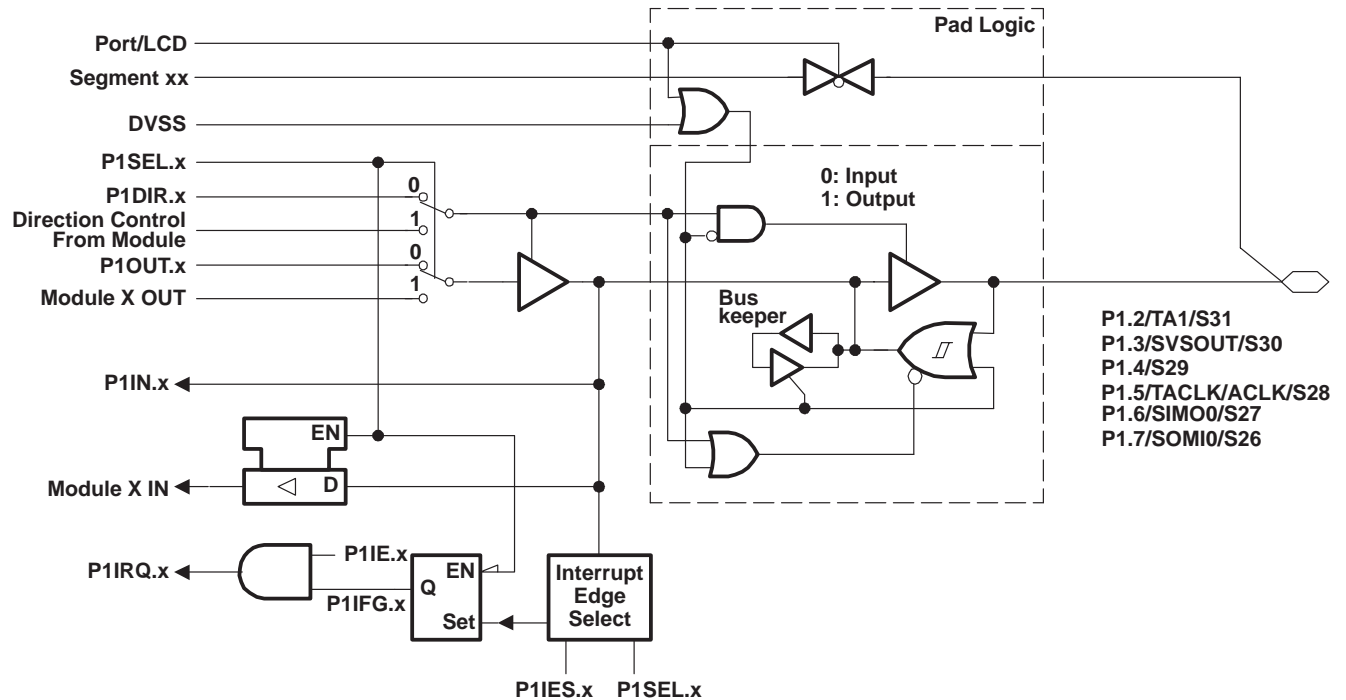 Pad Logic
Port/LCD
Segment xx
DVSS
P1SEL.x
P1DIR.x
0
Direction Control
From Module
1
P1OUT.x
0
Module X OUT
1
0: Input
1: Output
Bus
keeper
P1.2/TA1/S31
P1.3/SVSOUT/S30
P1.4/S29
P1.5/TACLK/ACLK/S28
P1.6/SIMO0/S27
P1.7/SOMI0/S26
P1IN.x
EN
Module X IN
D
P1IRQ.x
P1IE.x
P1IFG.x
EN
Q
Set
Interrupt
Edge
Select
P1IES.x
P1SEL.x